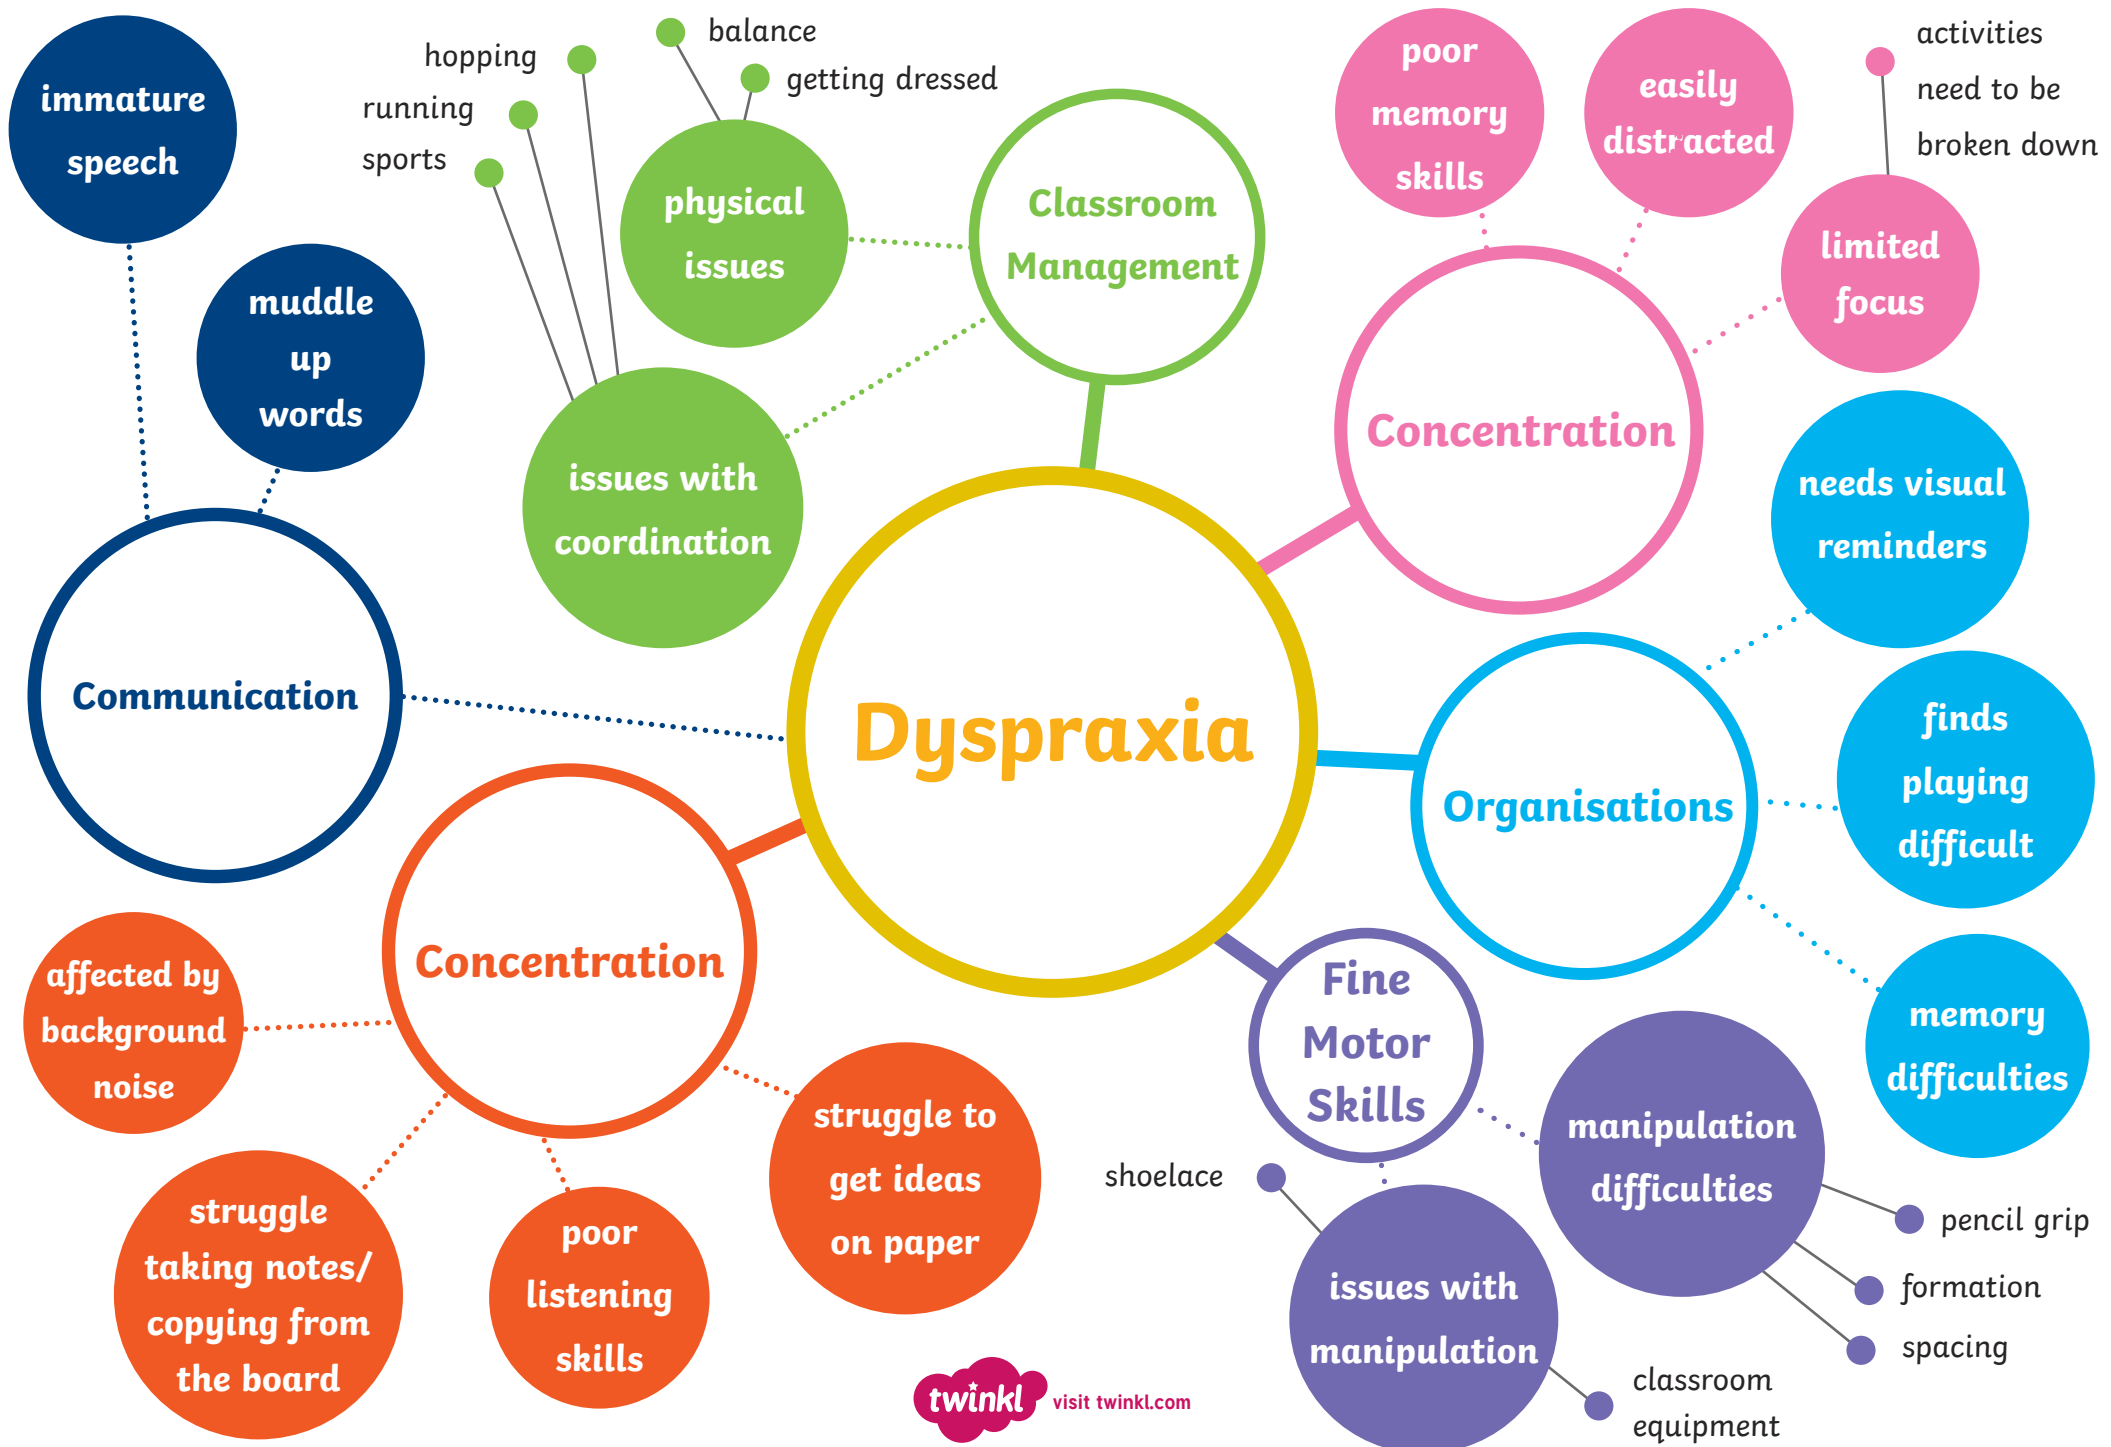 immature
speech
muddle
up
words
Communication
hopping
running
sports
balance
getting dressed
physical
issues
issues with
coordination
Classroom
Management
poor
memory
skills
easily
distracted
activities
need to be
broken down
limited
focus
Concentration
needs visual
reminders
finds
playing
difficult
memory
difficulties
Organisations
Dyspraxia
Concentration
affected by
background
noise
struggle
taking notes/
copying from
the board
poor
listening
skills
struggle to
get ideas
on paper
Fine
Motor
Skills
manipulation
difficulties
pencil grip
formation
spacing
shoelace
issues with
manipulation
classroom
equipment
twinkl
visit twinkl.com